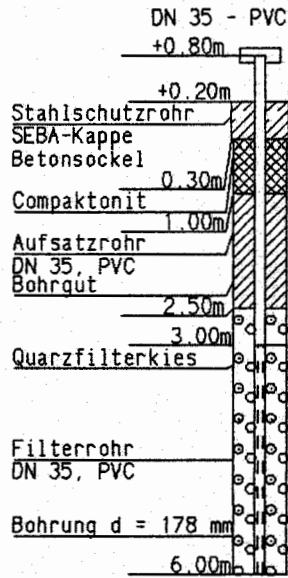 DN 35 - PVC
+0.80m
+0.20m
Stahlschutzrohr
SEBA-Kappe
Betonsockel
0.30m
Compaktonit
1.00m
Aufsatzrohr
DN 35, PVC
Bohrgut
2.50m
3.00m
Quarzfilterkies
Filterrohr
DN 35, PVC
Bohrung d = 178 mm
6.00m